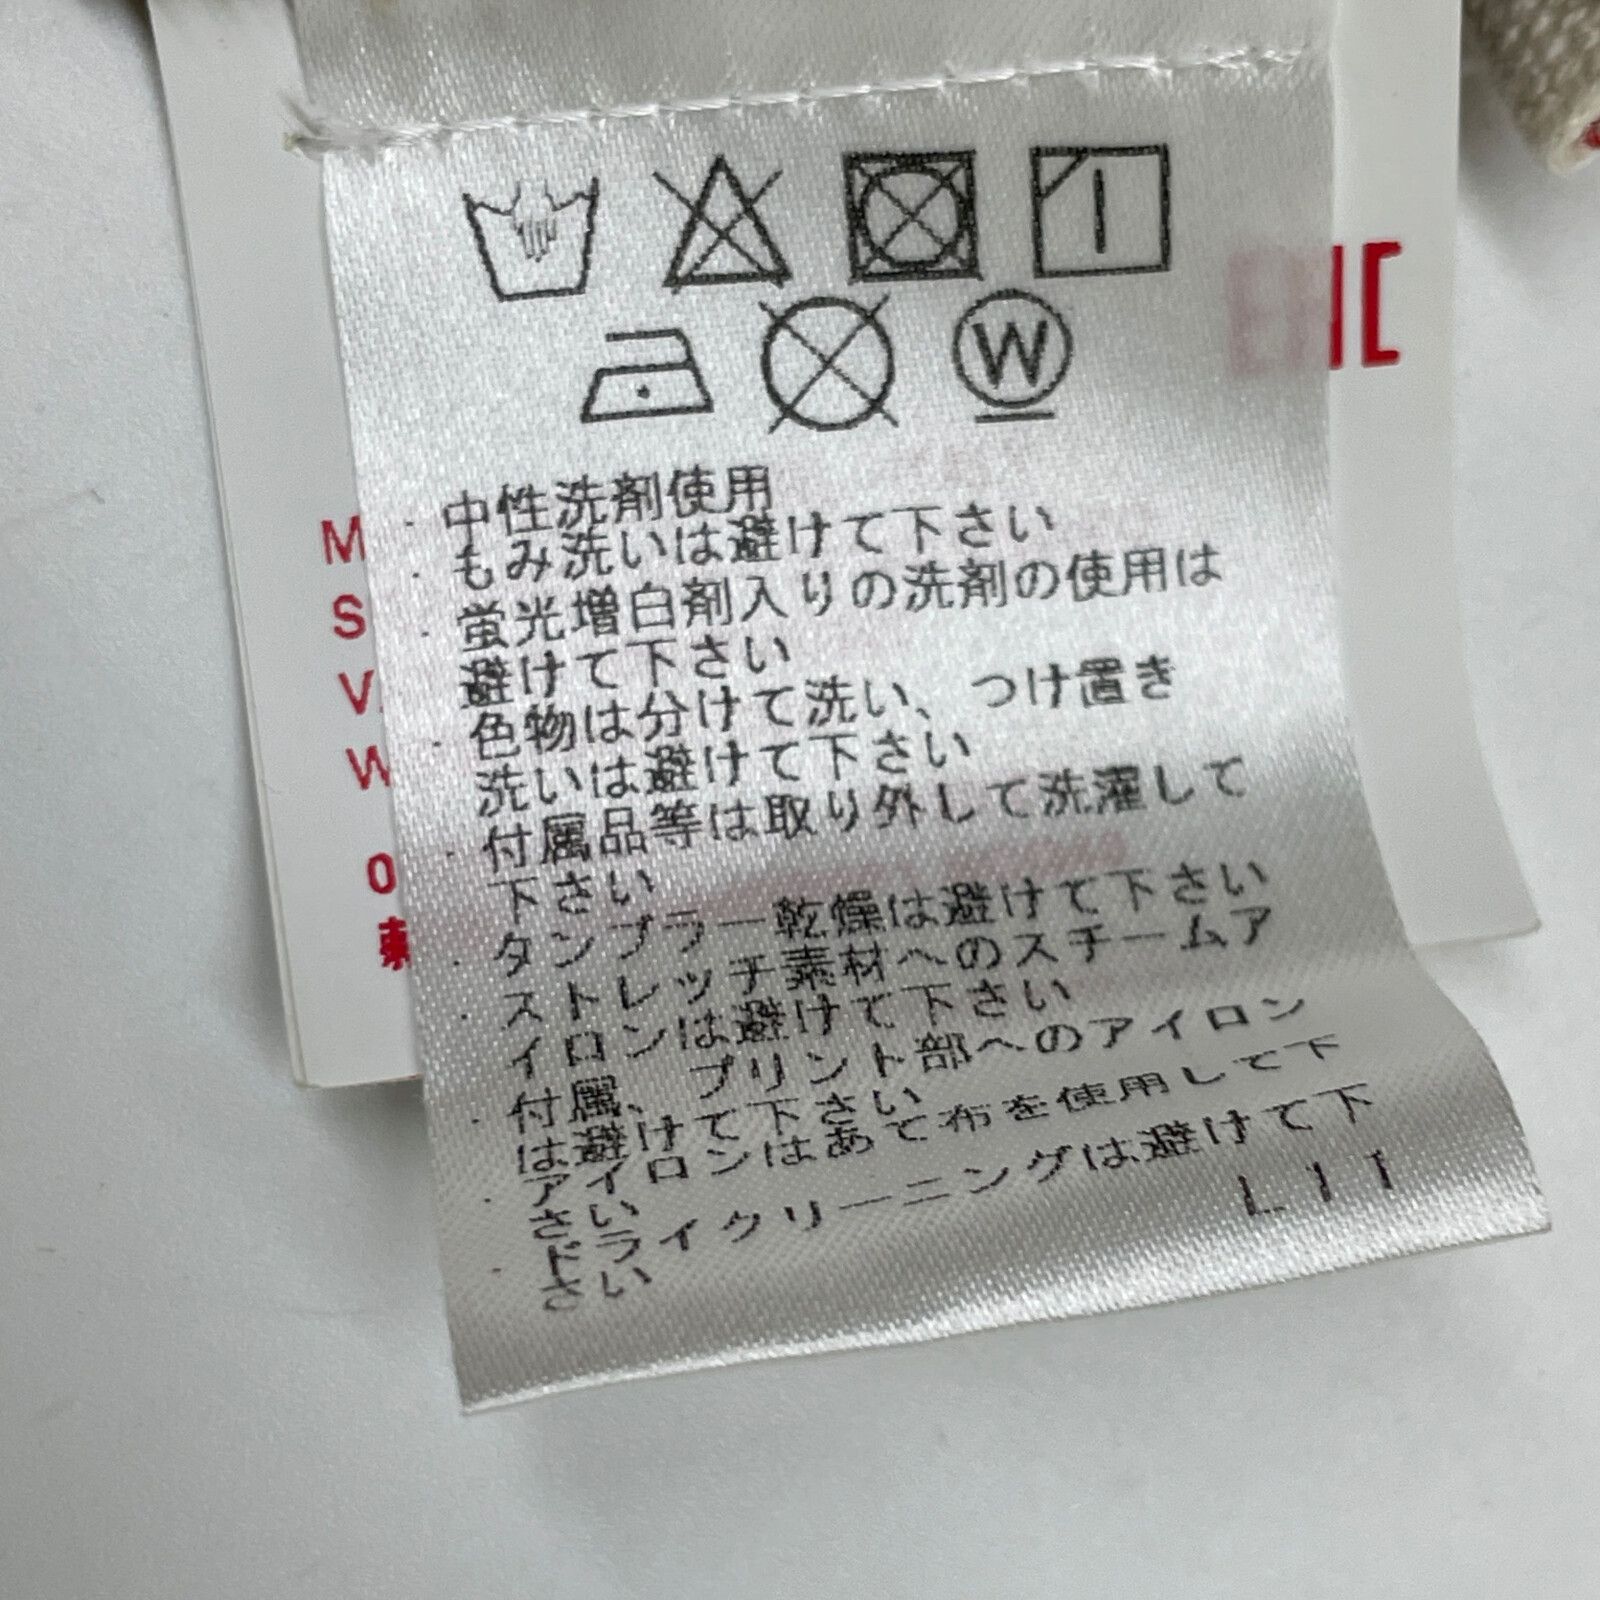 W
・中性洗剤使用
・もみ洗いは避けて下さい
・蛍光増白剤入りの洗剤の使用は
避けて下さい
・色物は分けて洗い、つけ置き
洗いは避けて下さい
・付属品等は取り外して洗濯して
下さい
・タンブラー乾燥は避けて下さい
・ストレッチ素材へのスチームア
イロンは避けて下さい
・付属、プリント部へのアイロン
は避けて下さい
・アイロンはあて布を使用して下
さい
・ドライクリーニングは避けて下
さい
M
S
V
W
0
東